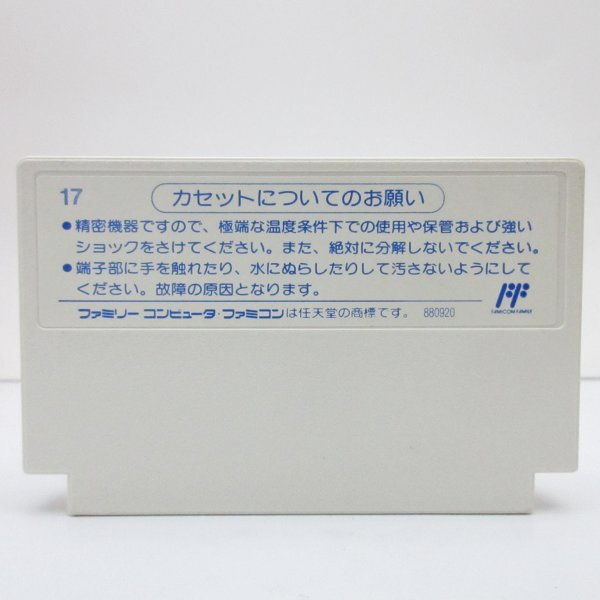 17
カセットについてのお願い
●精密機器ですので、極端な温度条件下での使用や保管および強い
ショックをさけてください。また、絶対に分解しないでください。
●端子部に手を触れたり、水にぬらしたりして汚さないようにして
ください。故障の原因となります。
ファミリー コンピュータ・ファミコンは任天堂の商標です。 880920
FF
FAMICOM FAMILY